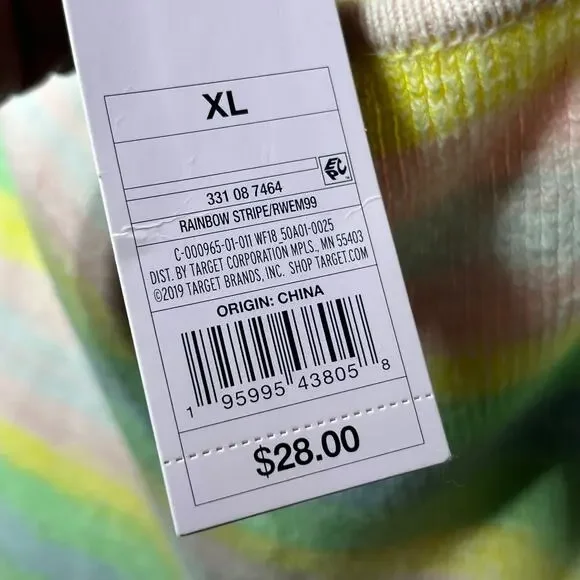 XL
EPC
331 08 7464
RAINBOW STRIPE/RWEM99
C-000965-01-011 WF18 50A01-0025
DIST. BY TARGET CORPORATION MPLS., MN 55403
©2019 TARGET BRANDS, INC. SHOP TARGET.COM
ORIGIN: CHINA
1 95995 43805 8
$28.00